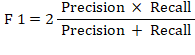 F 1 = 2 Precision × Recall / Precision + Recall